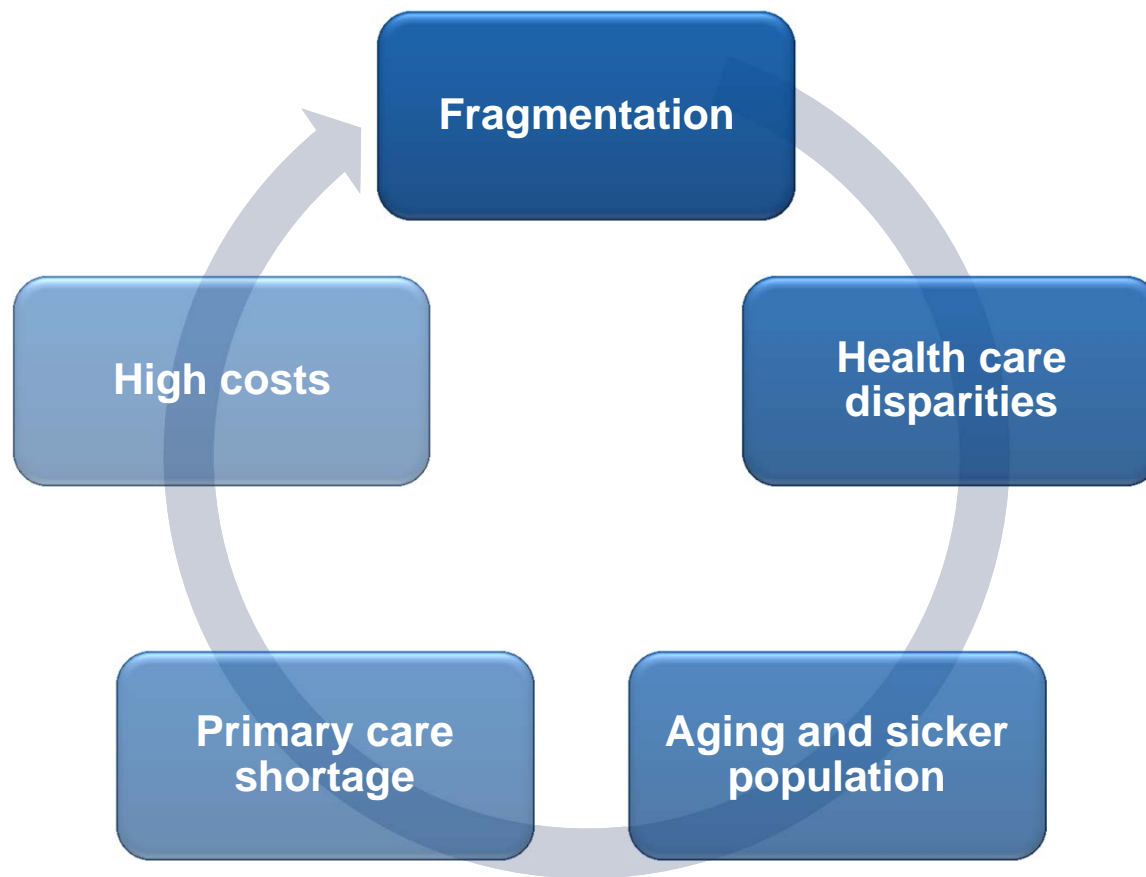 Fragmentation
Health care
disparities
Aging and sicker
population
Primary care
shortage
High costs